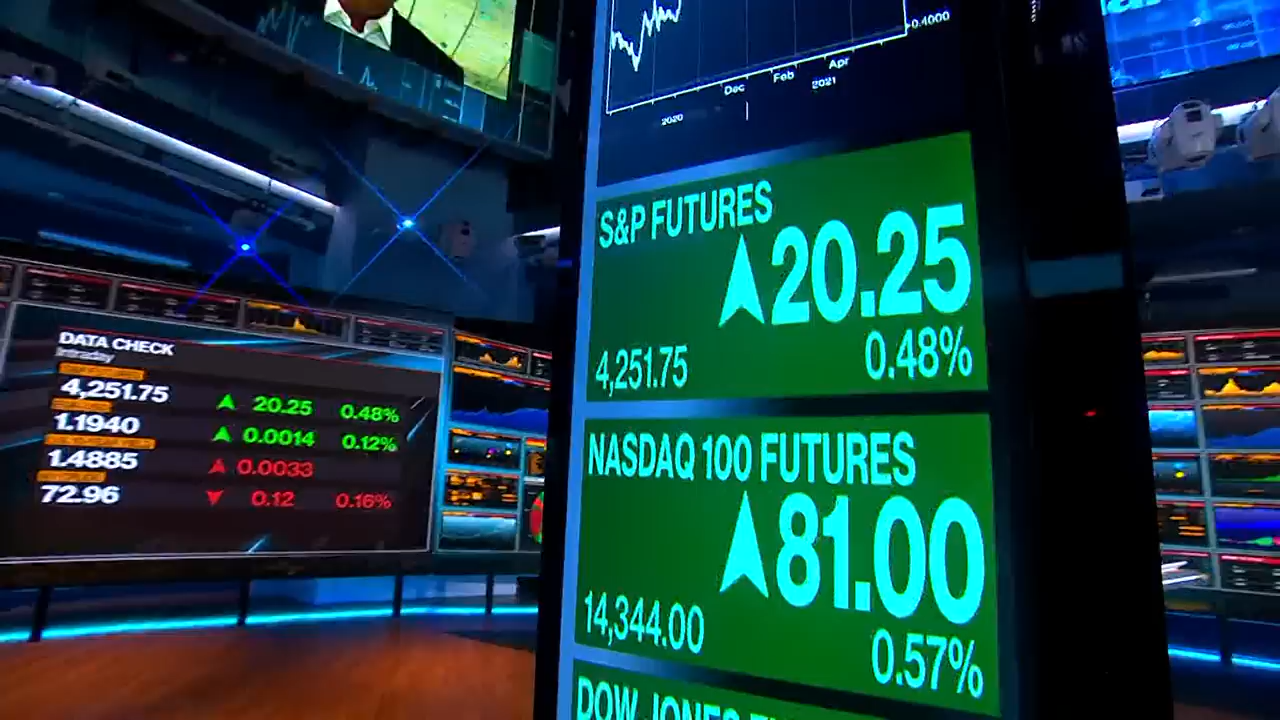 0.4000
Dec
Feb
Apr
2020
2021
S&P FUTURES
20.25
4,251.75
0.48%
NASDAQ 100 FUTURES
81.00
14,344.00
0.57%
DOW JONES
DATA CHECK
Intraday
4,251.75 20.25 0.48%
1.1940 0.0014 0.12%
1.4885 0.0033
72.96 0.12 0.16%